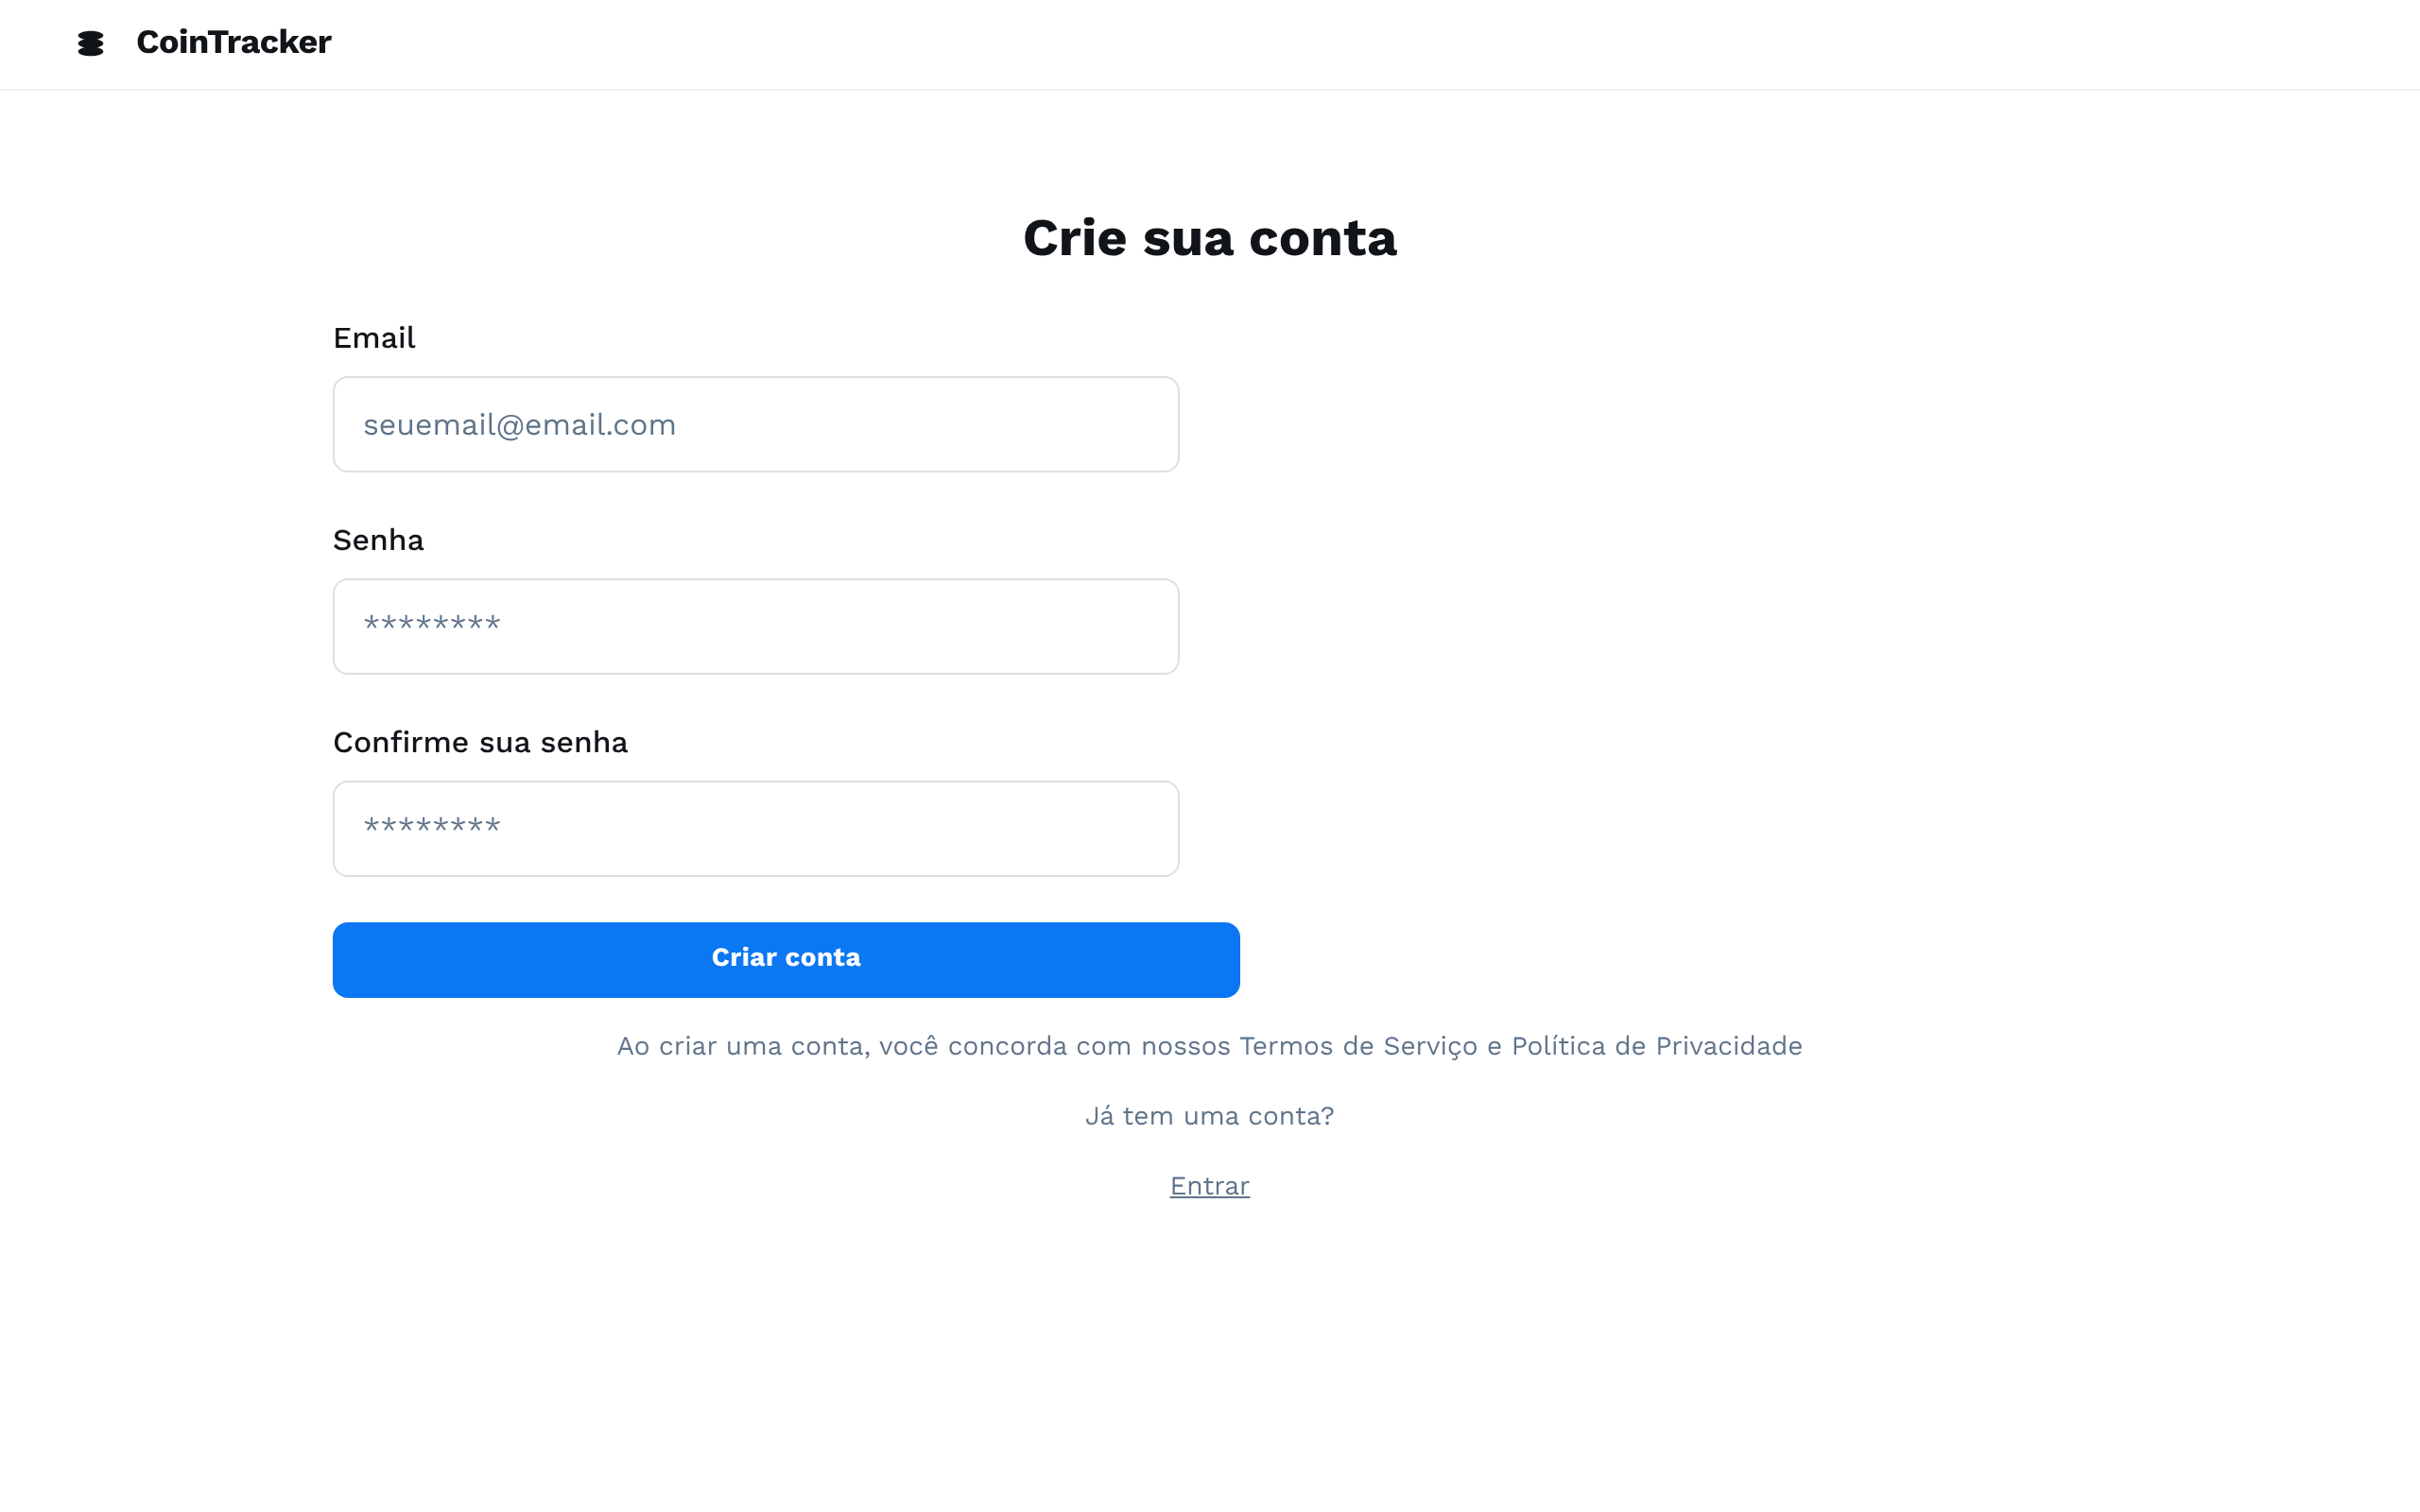 CoinTracker
Crie sua conta
Email
seuemail@email.com
Senha
********
Confirme sua senha
********
Criar conta
Ao criar uma conta, você concorda com nossos Termos de Serviço e Política de Privacidade
Já tem uma conta?
Entrar